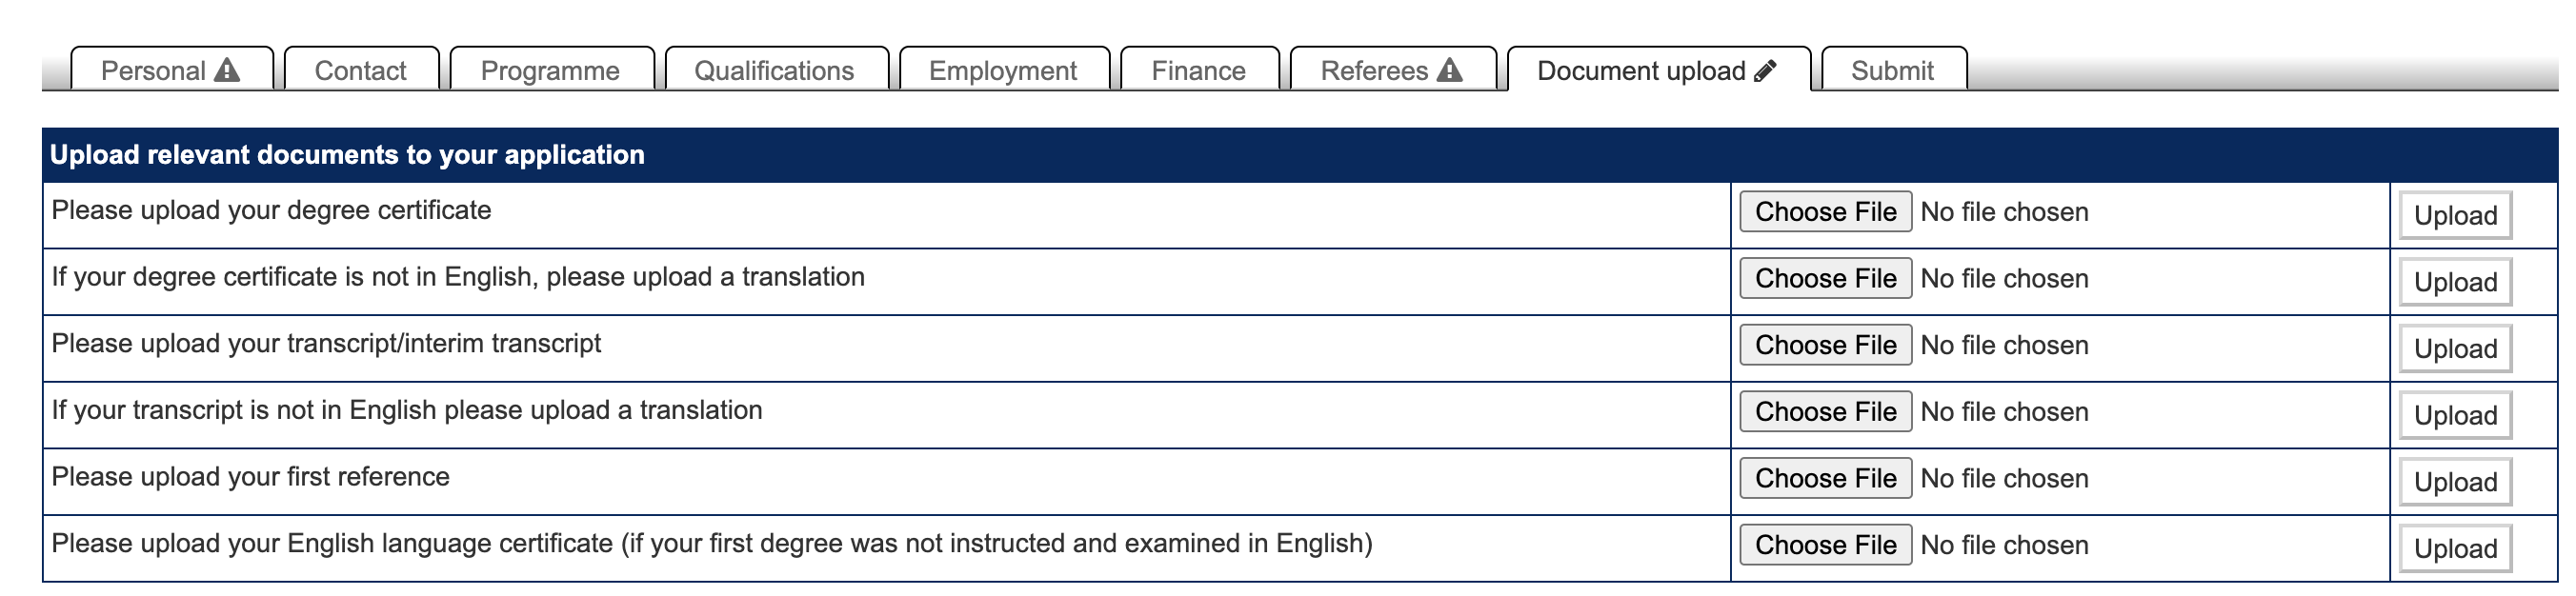 Personal Contact Programme Qualifications Employment Finance Referees Document upload Submit
Upload relevant documents to your application
Please upload your degree certificate Choose File No file chosen Upload
If your degree certificate is not in English, please upload a translation Choose File No file chosen Upload
Please upload your transcript/interim transcript Choose File No file chosen Upload
If your transcript is not in English please upload a translation Choose File No file chosen Upload
Please upload your first reference Choose File No file chosen Upload
Please upload your English language certificate (if your first degree was not instructed and examined in English) Choose File No file chosen Upload